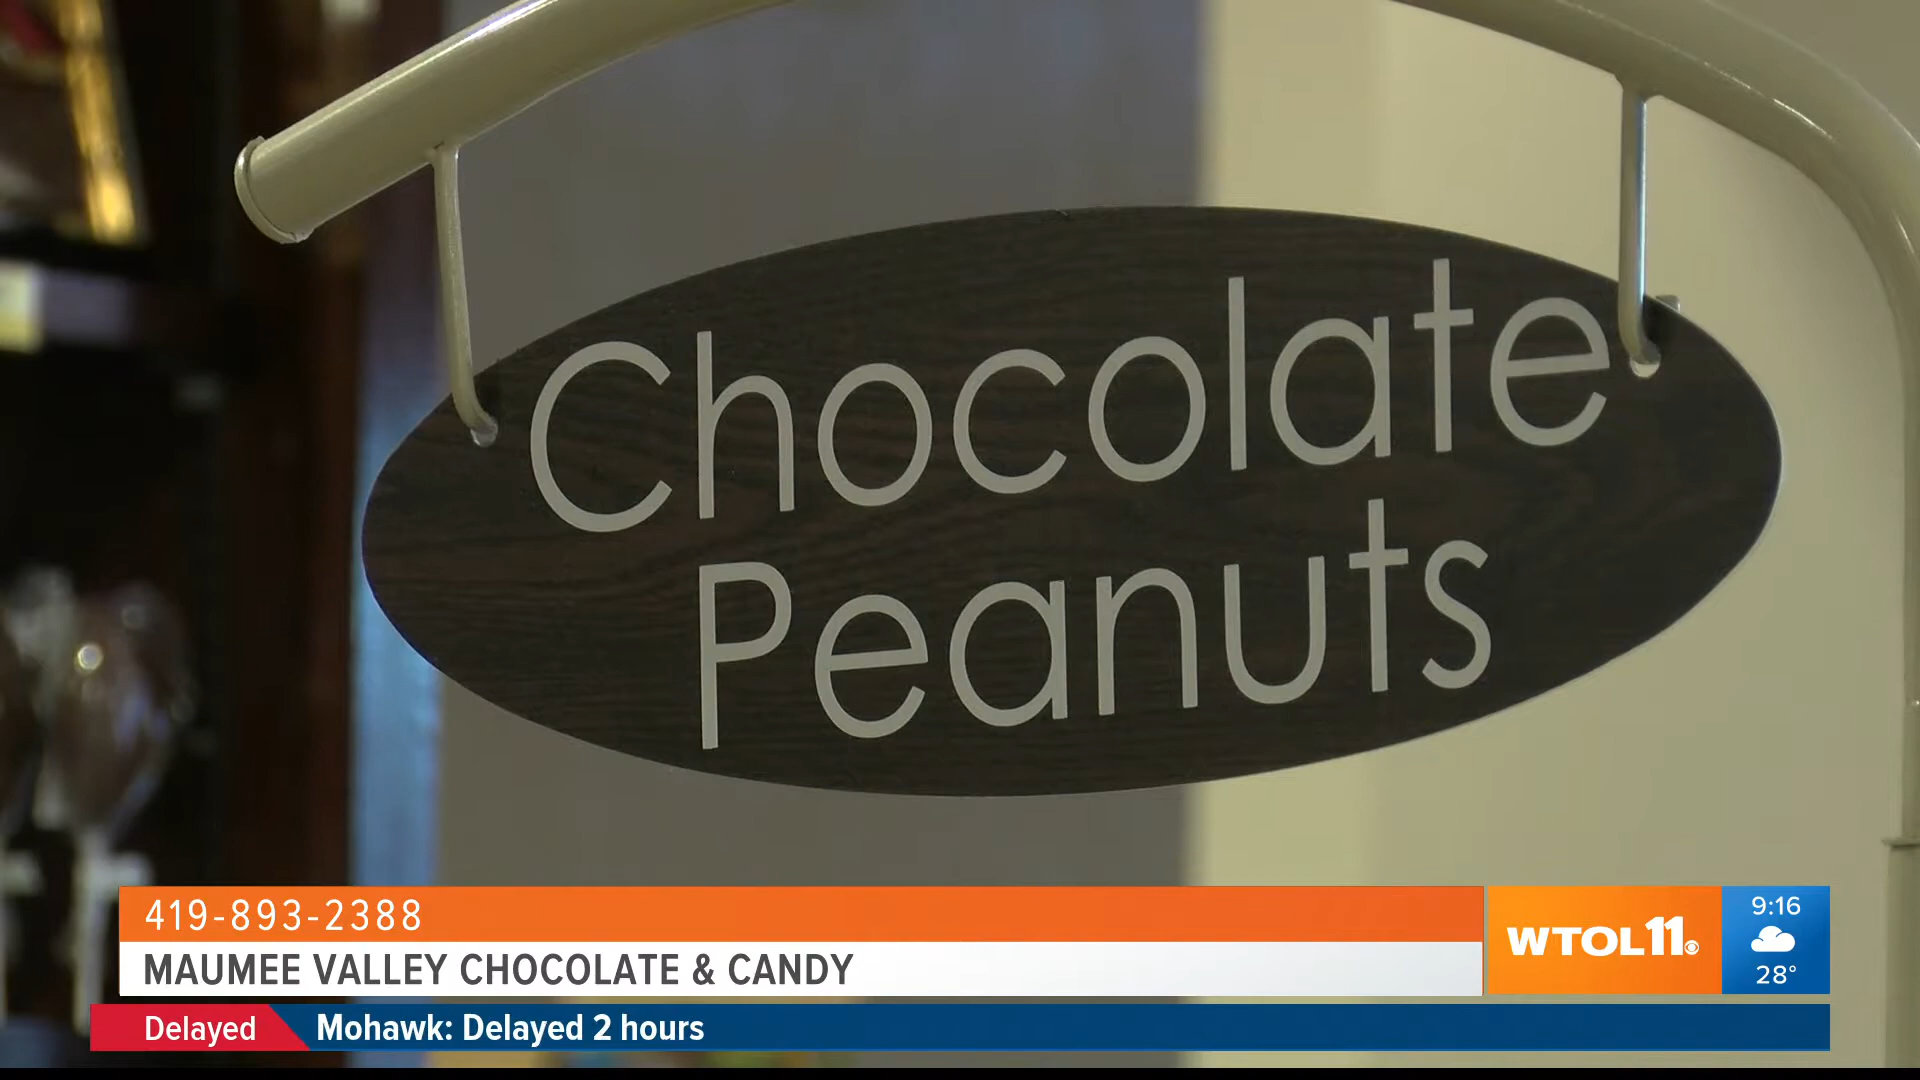 Chocolate
Peanuts
419-893-2388
MAUMEE VALLEY CHOCOLATE & CANDY
WTOL11
9:16
28°
Delayed
Mohawk: Delayed 2 hours